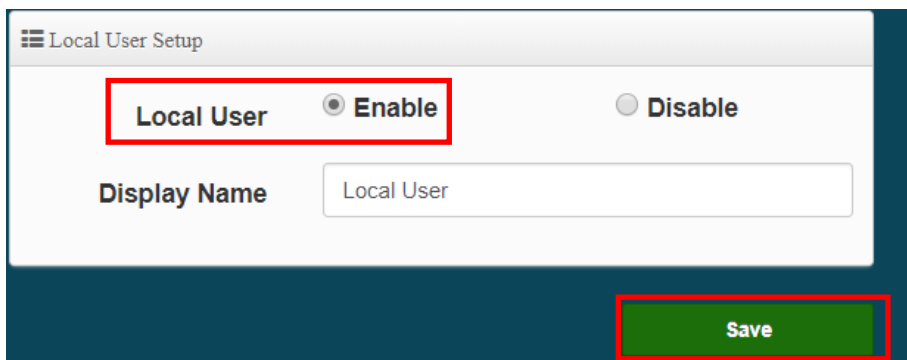 Local User Setup
Local User Enable Disable
Display Name Local User
Save